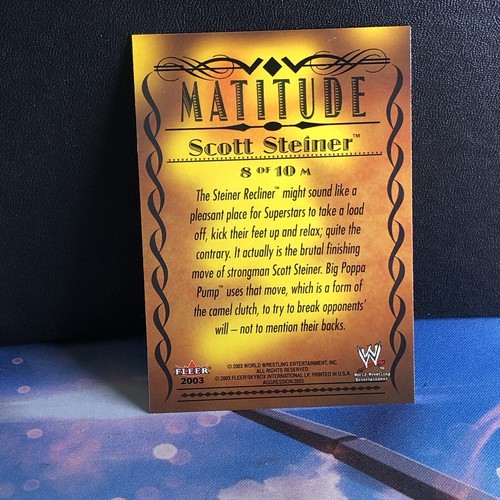 MATITUDE
Scott Steiner™
8 OF 10 M
The Steiner Recliner™ might sound like a
pleasant place for Superstars to take a load
off, kick their feet up and relax; quite the
contrary. It actually is the brutal finishing
move of strongman Scott Steiner. Big Poppa
Pump™ uses that move, which is a form of
the camel clutch, to try to break opponents'
will – not to mention their backs.
FLEER
2003
© 2003 WORLD WRESTLING ENTERTAINMENT, INC.
ALL RIGHTS RESERVED.
© 2003 FLEER/SKYBOX INTERNATIONAL LP, PRINTED IN U.S.A.
AGGRESSION 2003
W
World Wrestling
Entertainment